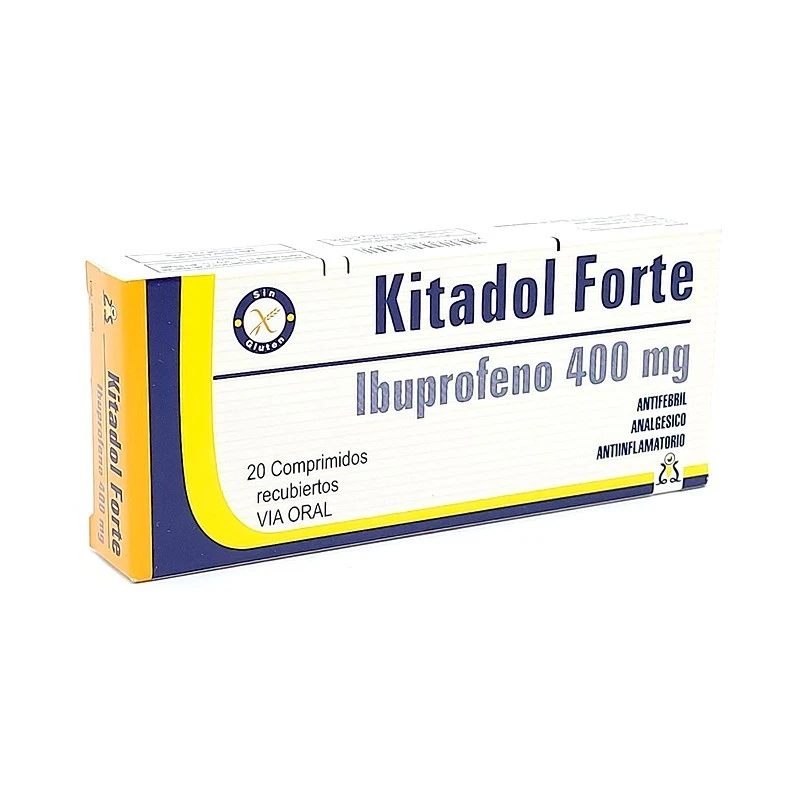 Sin
Gluten
Kitadol Forte
Ibuprofeno 400 mg
ANTIFEBRIL
ANALGESICO
ANTIINFLAMATORIO
20 Comprimidos
recubiertos
VIA ORAL
Kitadol Forte
Ibuprofeno 400 mg